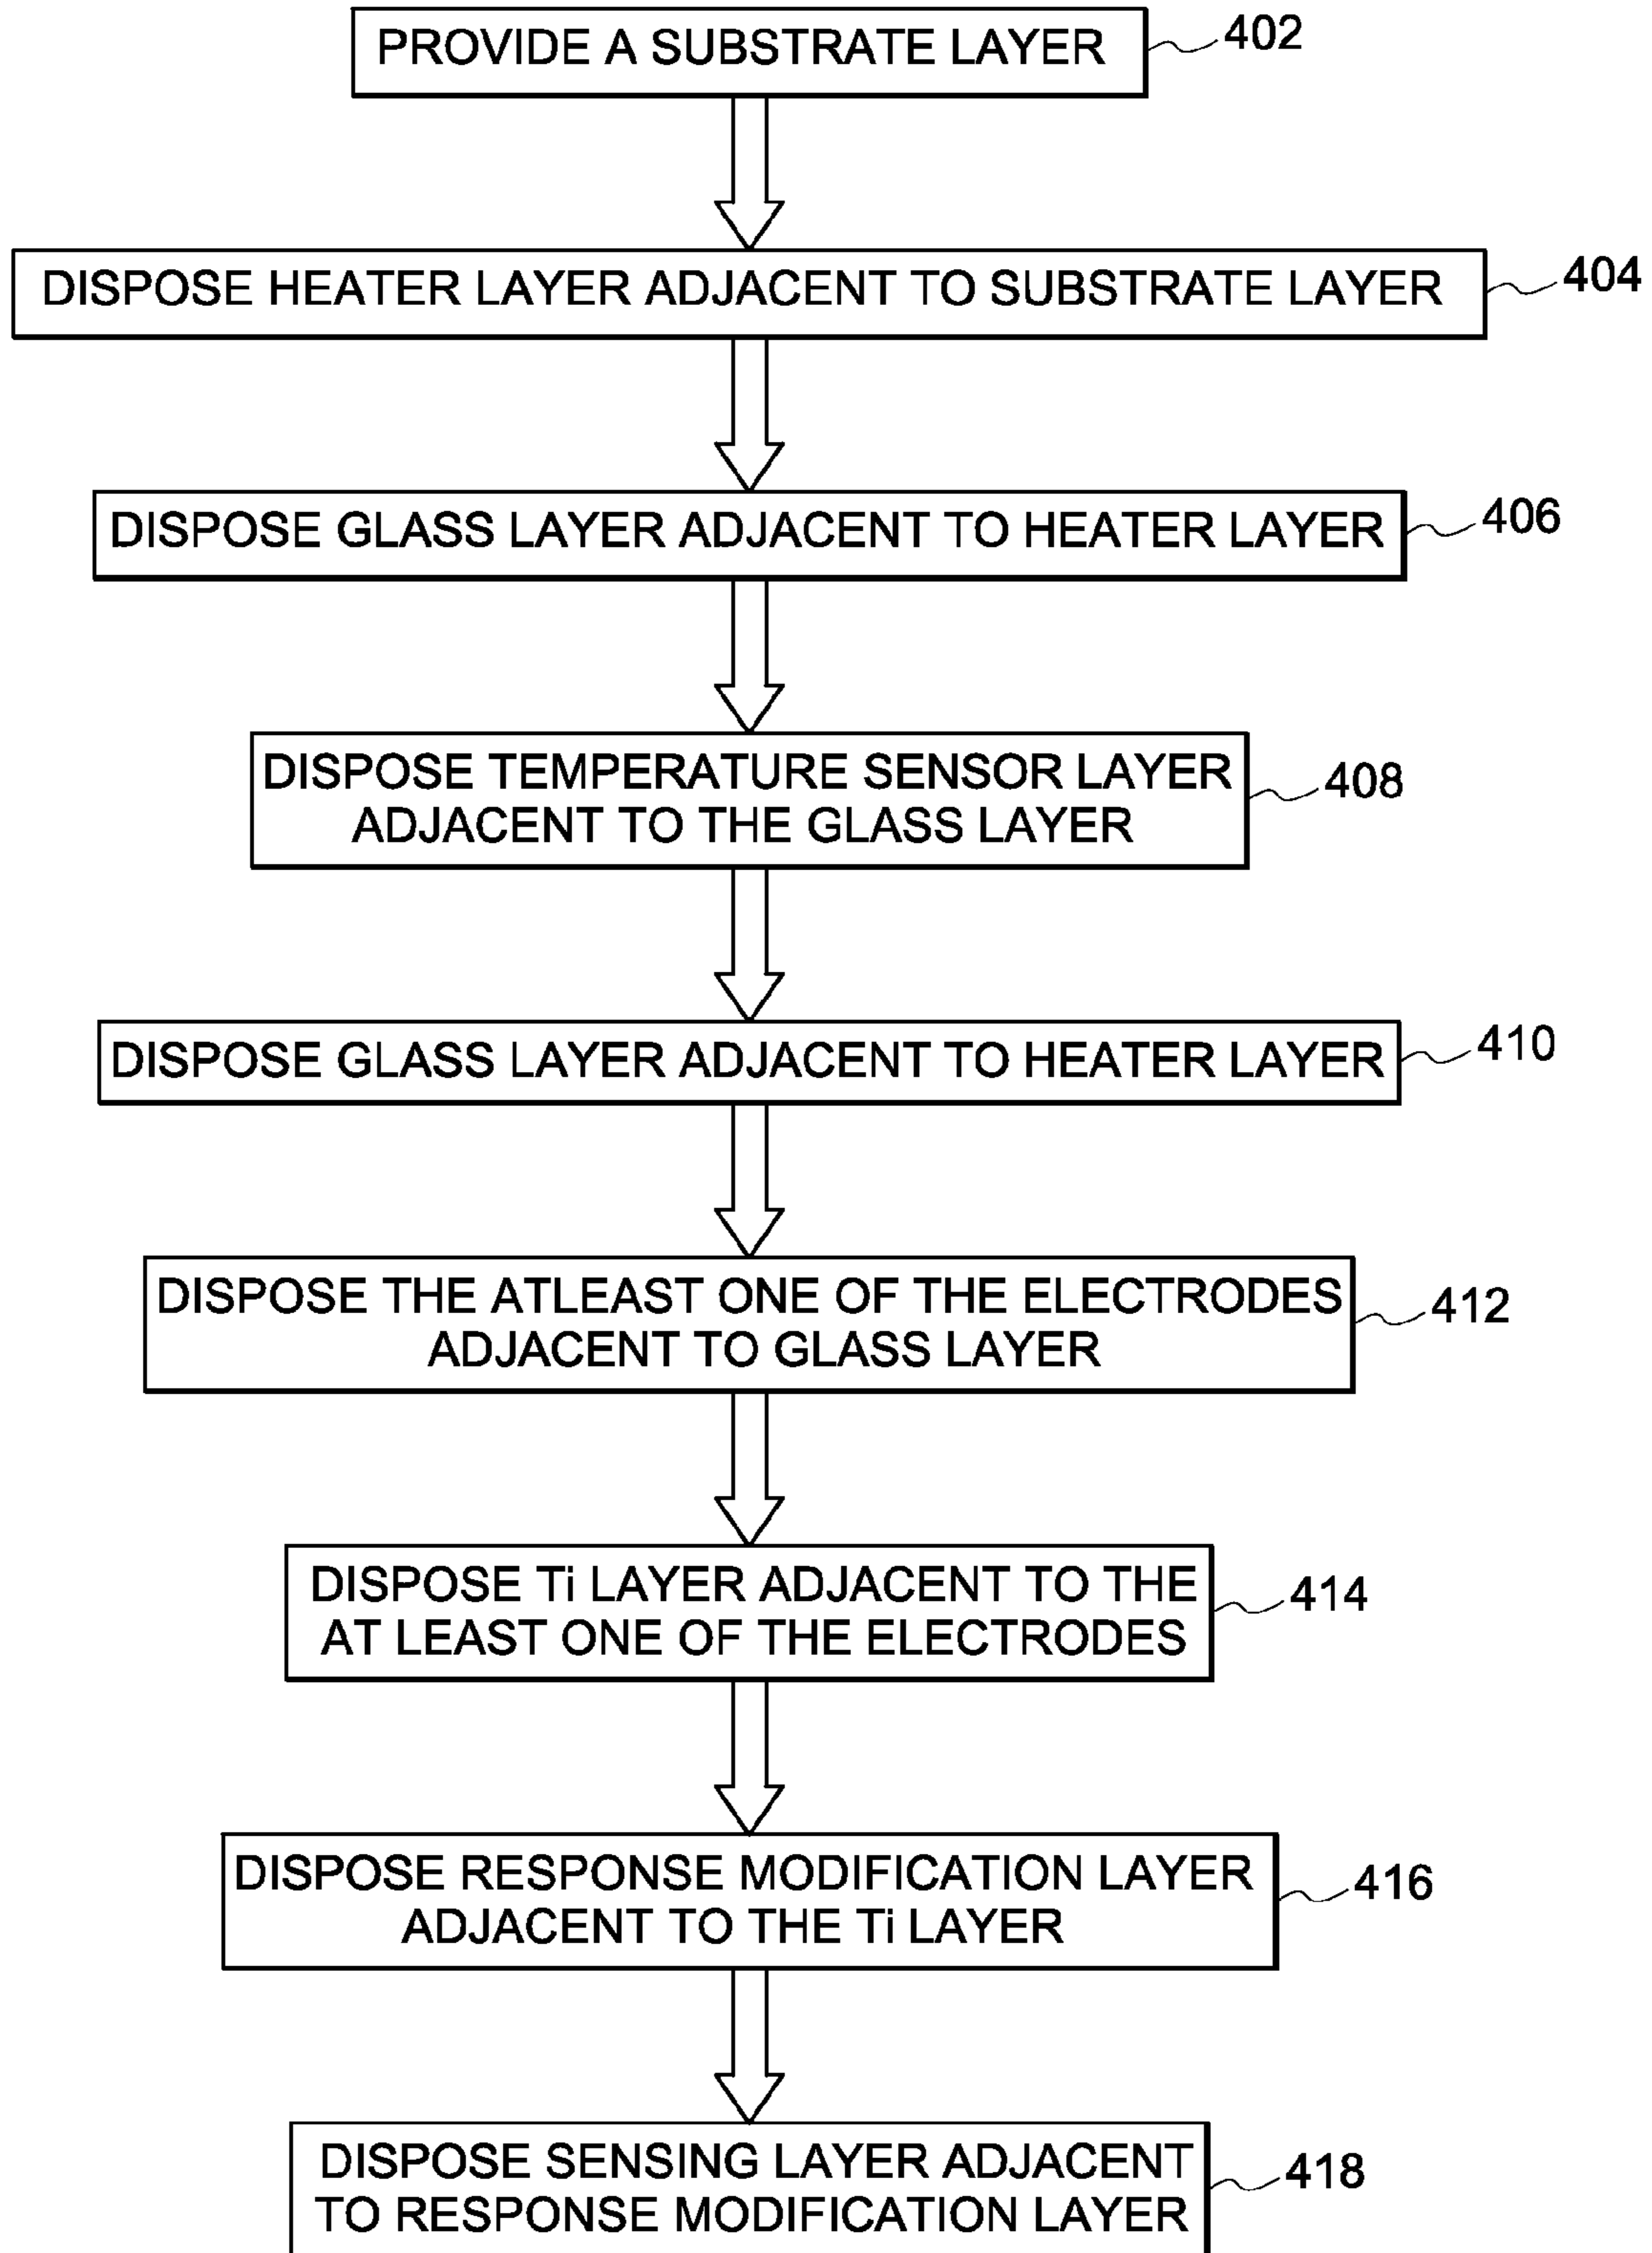 PROVIDE A SUBSTRATE LAYER
402
DISPOSE HEATER LAYER ADJACENT TO SUBSTRATE LAYER
404
DISPOSE GLASS LAYER ADJACENT TO HEATER LAYER
406
DISPOSE TEMPERATURE SENSOR LAYER
ADJACENT TO THE GLASS LAYER
408
DISPOSE GLASS LAYER ADJACENT TO HEATER LAYER
410
DISPOSE THE ATLEAST ONE OF THE ELECTRODES
ADJACENT TO GLASS LAYER
412
DISPOSE Ti LAYER ADJACENT TO THE
AT LEAST ONE OF THE ELECTRODES
414
DISPOSE RESPONSE MODIFICATION LAYER
ADJACENT TO THE Ti LAYER
416
DISPOSE SENSING LAYER ADJACENT
TO RESPONSE MODIFICATION LAYER
418